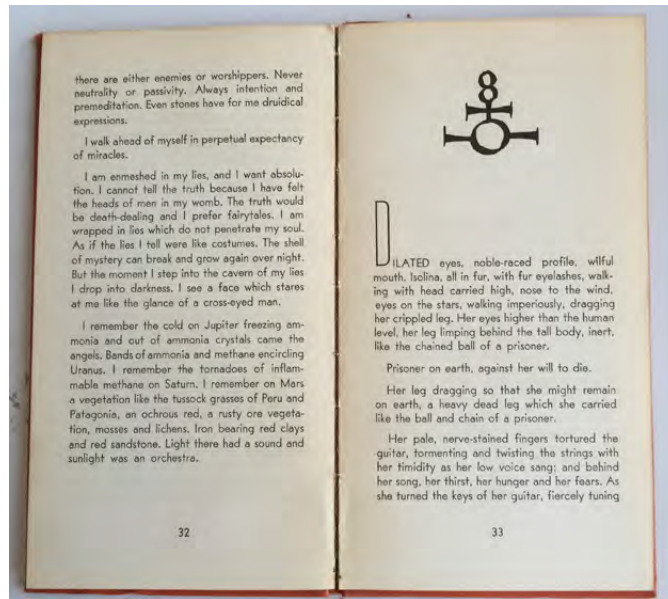 there are either enemies or worshippers. Never
neutrality or passivity. Always intention and
premeditation. Even stones have for me druidical
expressions.
I walk ahead of myself in perpetual expectancy
of miracles.
I am enmeshed in my lies, and I want absolu-
tion. I cannot tell the truth because I have felt
the heads of men in my womb. The truth would
be death-dealing and I prefer fairytales. I am
wrapped in lies which do not penetrate my soul.
As if the lies I tell were like costumes. The shell
of mystery can break and grow again over night.
But the moment I step into the cavern of my lies
I drop into darkness. I see a face which stares
at me like the glance of a cross-eyed man.
I remember the cold on Jupiter freezing am-
monia and out of ammonia crystals came the
angels. Bands of ammonia and methane encircling
Uranus. I remember the tornadoes of inflam-
mable methane on Saturn. I remember on Mars
a vegetation like the tussock grasses of Peru and
Patagonia, an ochrous red, a rusty ore vegeta-
tion, mosses and lichens. Iron bearing red clays
and red sandstone. Light there had a sound and
sunlight was an orchestra.
32
DILATED eyes, noble-raced profile, wilful
mouth. Isolina, all in fur, with fur eyelashes, walk-
ing with head carried high, nose to the wind,
eyes on the stars, walking imperiously, dragging
her crippled leg. Her eyes higher than the human
level, her leg limping behind the tall body, inert,
like the chained ball of a prisoner.
Prisoner on earth, against her will to die.
Her leg dragging so that she might remain
on earth, a heavy dead leg which she carried
like the ball and chain of a prisoner.
Her pale, nerve-stained fingers tortured the
guitar, tormenting and twisting the strings with
her timidity as her low voice sang; and behind
her song, her thirst, her hunger and her fears. As
she turned the keys of her guitar, fiercely tuning
33